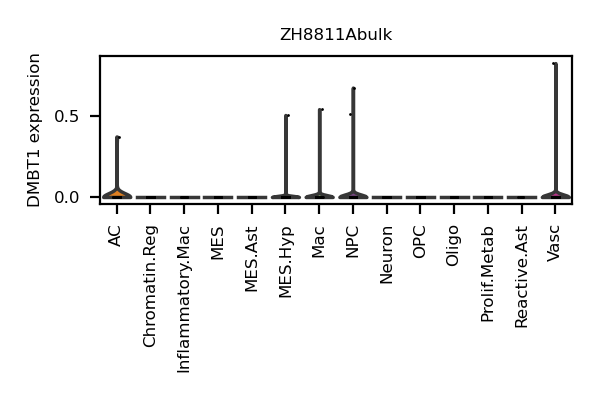 ZH8811Abulk
DMBT1 expression
0.5
0.0
AC
Chromatin.Reg
Inflammatory.Mac
MES
MES.Ast
MES.Hyp
Mac
NPC
Neuron
OPC
Oligo
Prolif.Metab
Reactive.Ast
Vasc